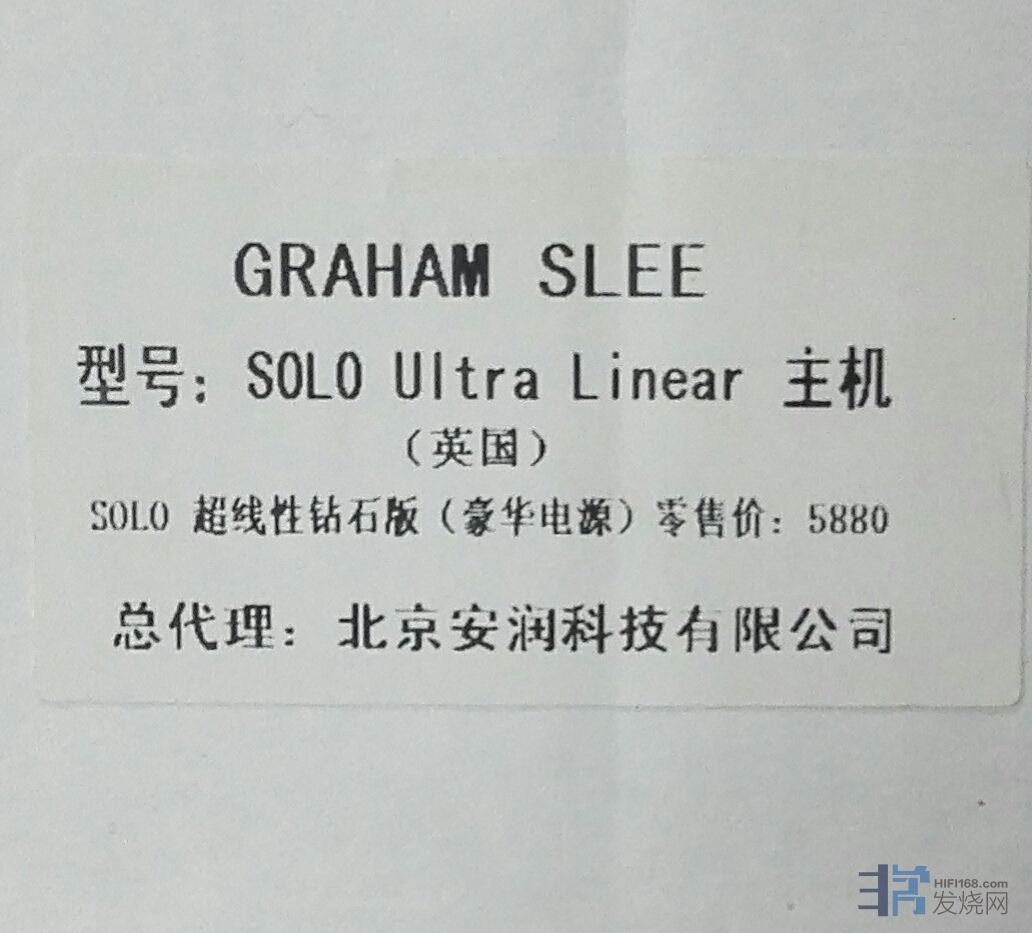 GRAHAM SLEE
型号：SOLO Ultra Linear 主机
（英国）
SOLO 超线性钻石版（豪华电源）零售价：5880
总代理：北京安润科技有限公司
HIFI168.com
发烧网